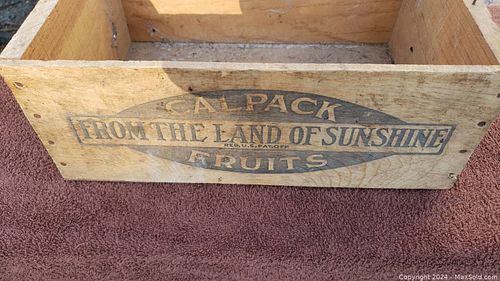 CALPACK
FROM THE LAND OF SUNSHINE
REG. U.S. PAT. OFF.
FRUITS
Copyright 2024 - MaxSold.com